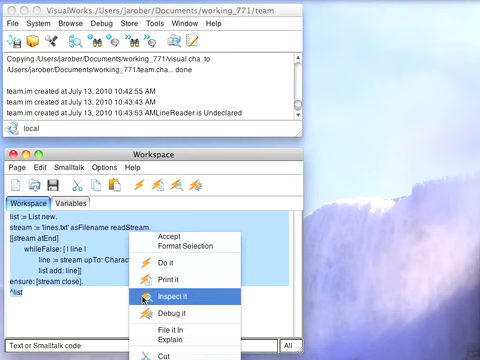 VisualWorks /Users/jarober/Documents/working_771/team
File System Browse Debug Store Tools Window Help
Copying /Users/jarober/Documents/working_771/visual.cha to
/Users/jarober/Documents/working_771/team.cha... done
team.im created at July 13, 2010 10:42:55 AM
team.im created at July 13, 2010 10:43:43 AM
team.im created at July 13, 2010 10:43:53 AMLineReader is Undeclared
local
Workspace
Page Edit Smalltalk Options Help
Workspace Variables
list := List new.
stream := 'lines.txt' asFilename readStream.
[[stream atEnd]
whileFalse: [ | line |
line := stream upTo: Charac
list add: line]]
ensure: [stream close].
^list
Accept
Format Selection
Do it
Print it
Inspect it
Debug it
File it In
Explain
Cut
Text or Smalltalk code All